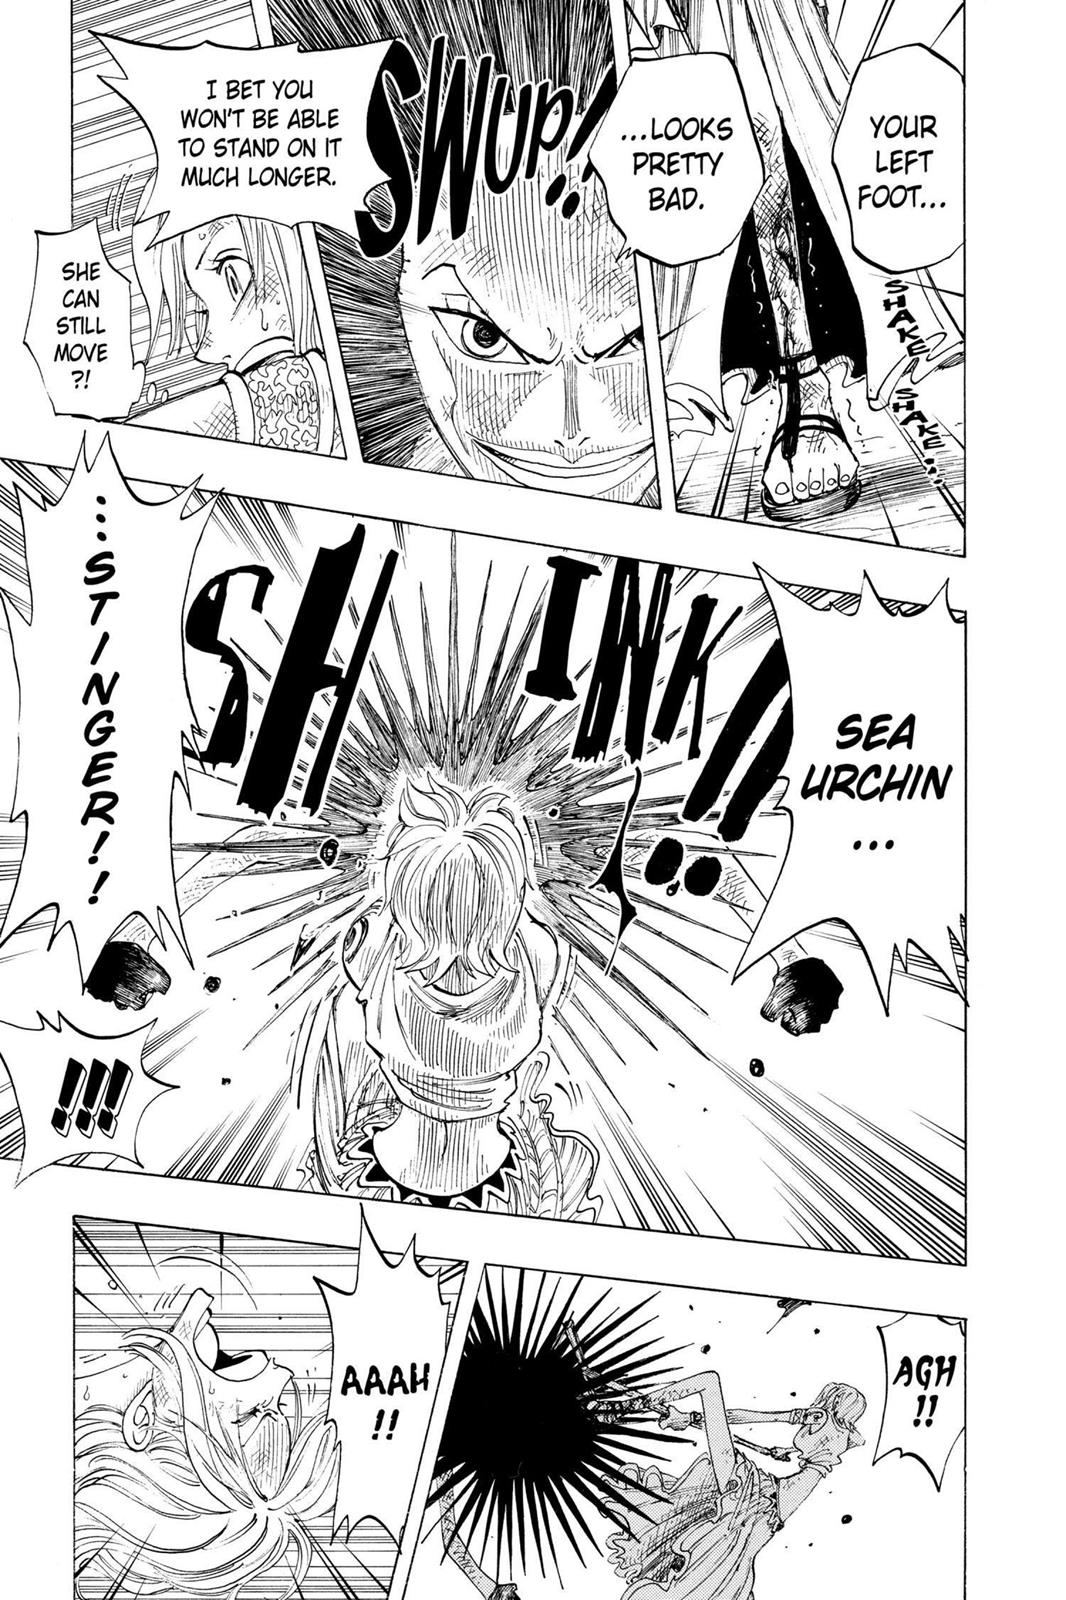 YOUR
LEFT
FOOT...
...LOOKS
PRETTY
BAD.
SHAKE
SHAKE...
SWUP!!
I BET YOU
WON'T BE ABLE
TO STAND ON IT
MUCH LONGER.
SHE
CAN
STILL
MOVE
?!
SEA
URCHIN
...
SHINK!!
...STINGER!!
!!!
AGH
!!
AAAH
!!